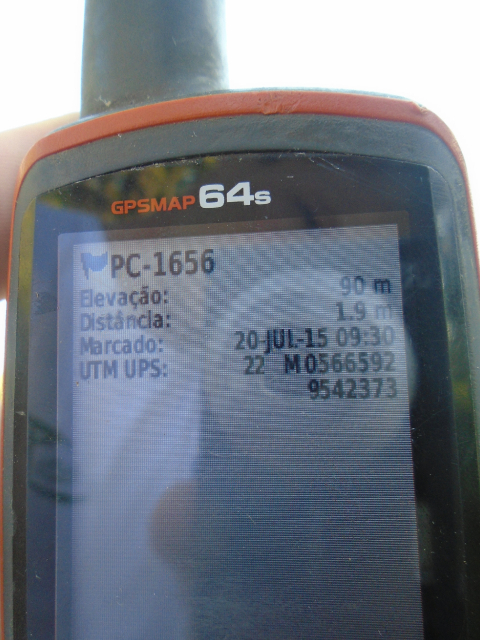 GPSMAP 64s
PC-1656
Elevação: 90 m
Distância: 1.9 m
Marcado: 20-JUL-15 09:30
UTM UPS: 22 M 0566592
9542373